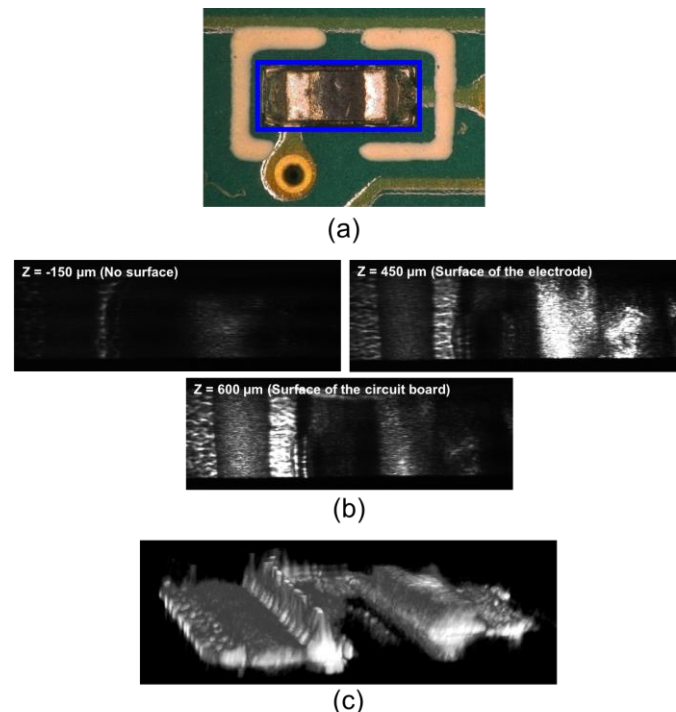 (a)
Z = -150 µm (No surface)
Z = 450 µm (Surface of the electrode)
Z = 600 µm (Surface of the circuit board)
(b)
(c)